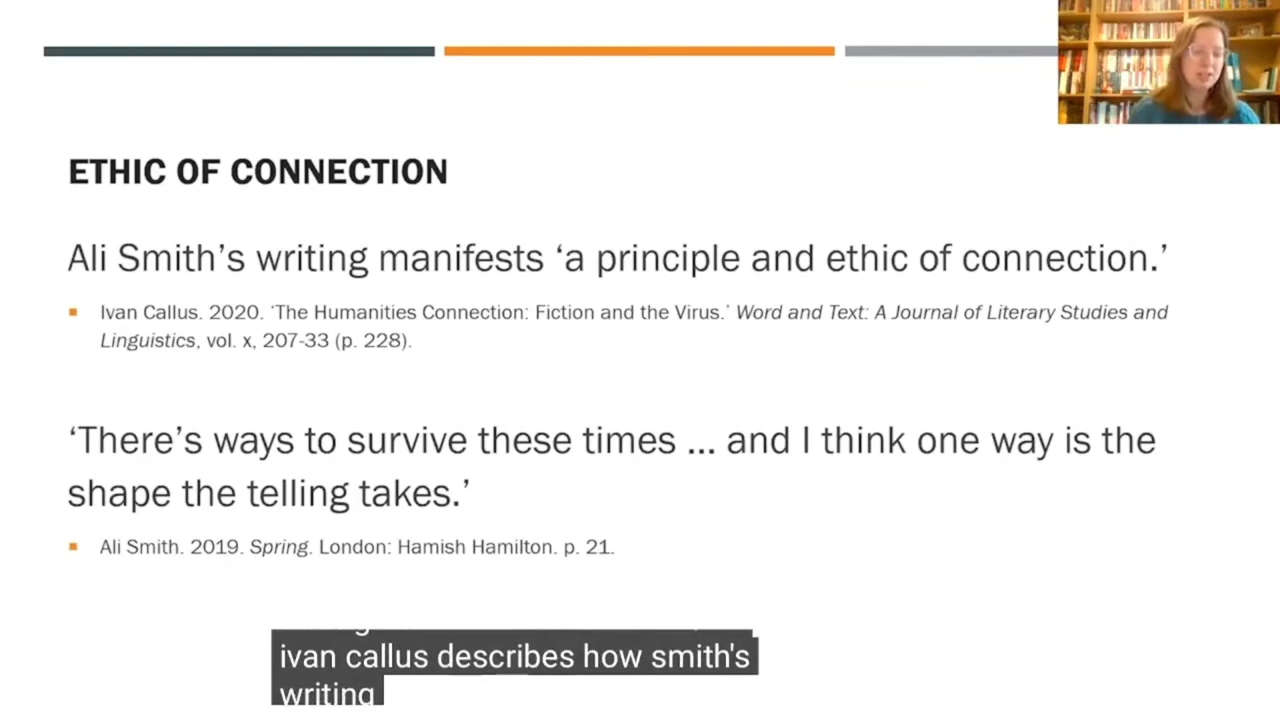 ETHIC OF CONNECTION
Ali Smith’s writing manifests ‘a principle and ethic of connection.’
Ivan Callus. 2020. ‘The Humanities Connection: Fiction and the Virus.’ Word and Text: A Journal of Literary Studies and
Linguistics, vol. x, 207-33 (p. 228).
‘There’s ways to survive these times ... and I think one way is the
shape the telling takes.’
Ali Smith. 2019. Spring. London: Hamish Hamilton. p. 21.
ivan callus describes how smith's
writing